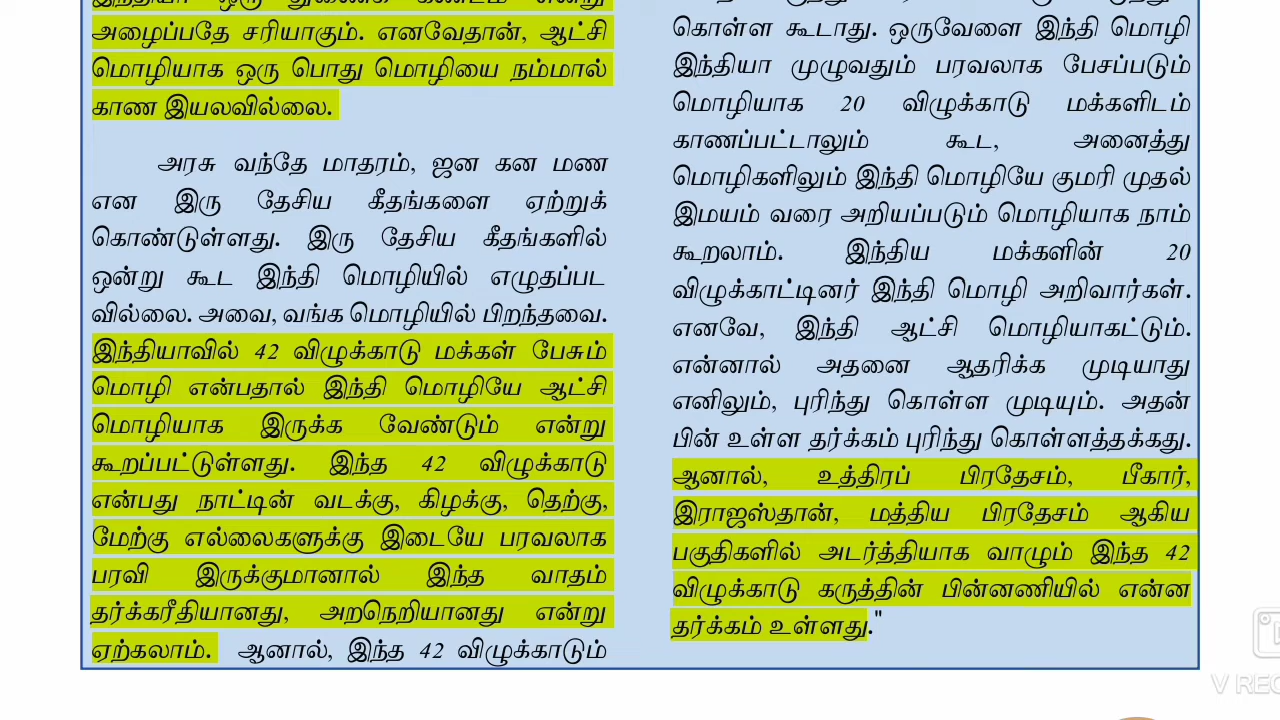 அழைப்பதே சரியாகும். எனவேதான், ஆட்சி
மொழியாக ஒரு பொது மொழியை நம்மால்
காண இயலவில்லை.
அரசு வந்தே மாதரம், ஜன கன மண
என இரு தேசிய கீதங்களை ஏற்றுக்
கொண்டுள்ளது. இரு தேசிய கீதங்களில்
ஒன்று கூட இந்தி மொழியில் எழுதப்பட
வில்லை. அவை, வங்க மொழியில் பிறந்தவை.
இந்தியாவில் 42 விழுக்காடு மக்கள் பேசும்
மொழி என்பதால் இந்தி மொழியே ஆட்சி
மொழியாக இருக்க வேண்டும் என்று
கூறப்பட்டுள்ளது. இந்த 42 விழுக்காடு
என்பது நாட்டின் வடக்கு, கிழக்கு, தெற்கு,
மேற்கு எல்லைகளுக்கு இடையே பரவலாக
பரவி இருக்குமானால் இந்த வாதம்
தர்க்கரீதியானது, அறநெறியானது என்று
ஏற்கலாம். ஆனால், இந்த 42 விழுக்காடும்
கொள்ள கூடாது. ஒருவேளை இந்தி மொழி
இந்தியா முழுவதும் பரவலாக பேசப்படும்
மொழியாக 20 விழுக்காடு மக்களிடம்
காணப்பட்டாலும் கூட, அனைத்து
மொழிகளிலும் இந்தி மொழியே குமரி முதல்
இமயம் வரை அறியப்படும் மொழியாக நாம்
கூறலாம். இந்திய மக்களின் 20
விழுக்காட்டினர் இந்தி மொழி அறிவார்கள்.
எனவே, இந்தி ஆட்சி மொழியாகட்டும்.
என்னால் அதனை ஆதரிக்க முடியாது
எனிலும், புரிந்து கொள்ள முடியும். அதன்
பின் உள்ள தர்க்கம் புரிந்து கொள்ளத்தக்கது.
ஆனால், உத்திரப் பிரதேசம், பீகார்,
இராஜஸ்தான், மத்திய பிரதேசம் ஆகிய
பகுதிகளில் அடர்த்தியாக வாழும் இந்த 42
விழுக்காடு கருத்தின் பின்னணியில் என்ன
தர்க்கம் உள்ளது."
V REC